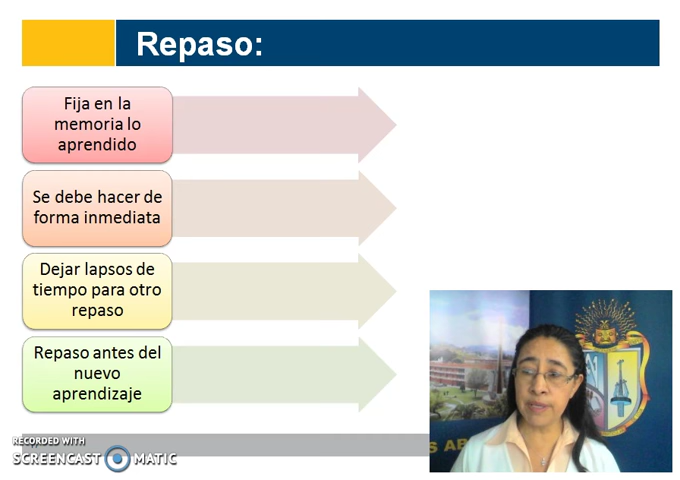 Repaso:
Fija en la
memoria lo
aprendido
Se debe hacer de
forma inmediata
Dejar lapsos de
tiempo para otro
repaso
Repaso antes del
nuevo
aprendizaje
RECORDED WITH
SCREENCAST MATIC